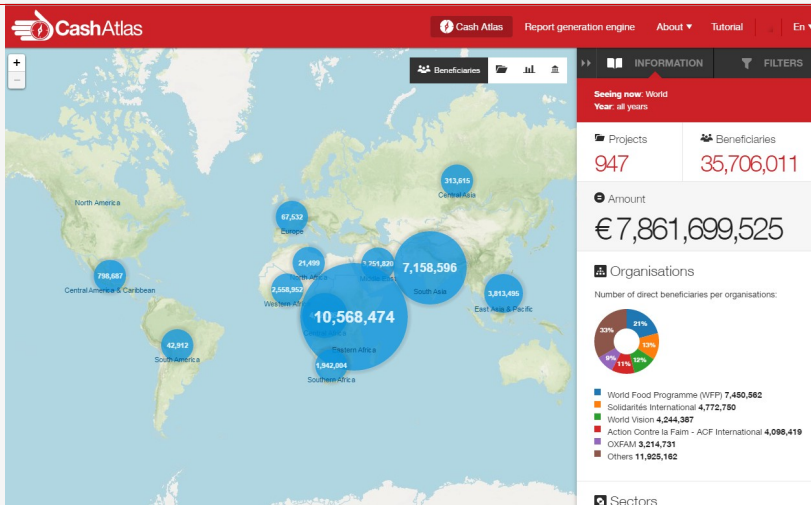 CashAtlas
Cash Atlas
Report generation engine
About ▼
Tutorial
En
+
−
Beneficiaries
INFORMATION
FILTERS
Seeing now: World
Year: all years
Projects
947
Beneficiaries
35,706,011
Amount
€ 7,861,699,525
Organisations
Number of direct beneficiaries per organisations:
21%
13%
12%
11%
9%
33%
World Food Programme (WFP) 7,450,562
Solidarités International 4,772,750
World Vision 4,244,387
Action Contre la Faim - ACF International 4,098,419
OXFAM 3,214,731
Others 11,925,162
Sectors
North America
313,615
Central Asia
67,532
Europe
21,499
North Africa
7,158,596
South Asia
798,687
Central America & Caribbean
2,558,952
Western Africa
3,813,495
East Asia & Pacific
10,568,474
Eastern Africa
42,912
South America
1,942,004
Southern Africa